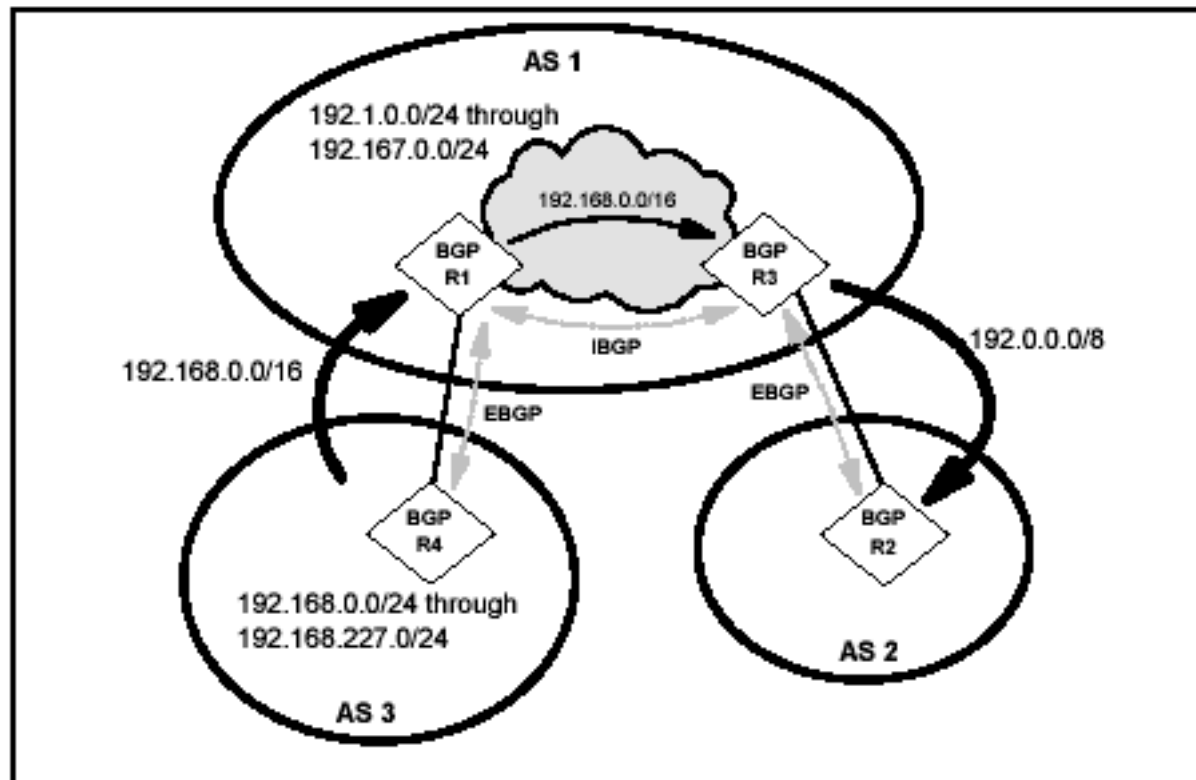 AS 1
192.1.0.0/24 through
192.167.0.0/24
192.168.0.0/16
BGP
R1
BGP
R3
IBGP
192.168.0.0/16
192.0.0.0/8
EBGP
EBGP
BGP
R4
BGP
R2
192.168.0.0/24 through
192.168.227.0/24
AS 2
AS 3